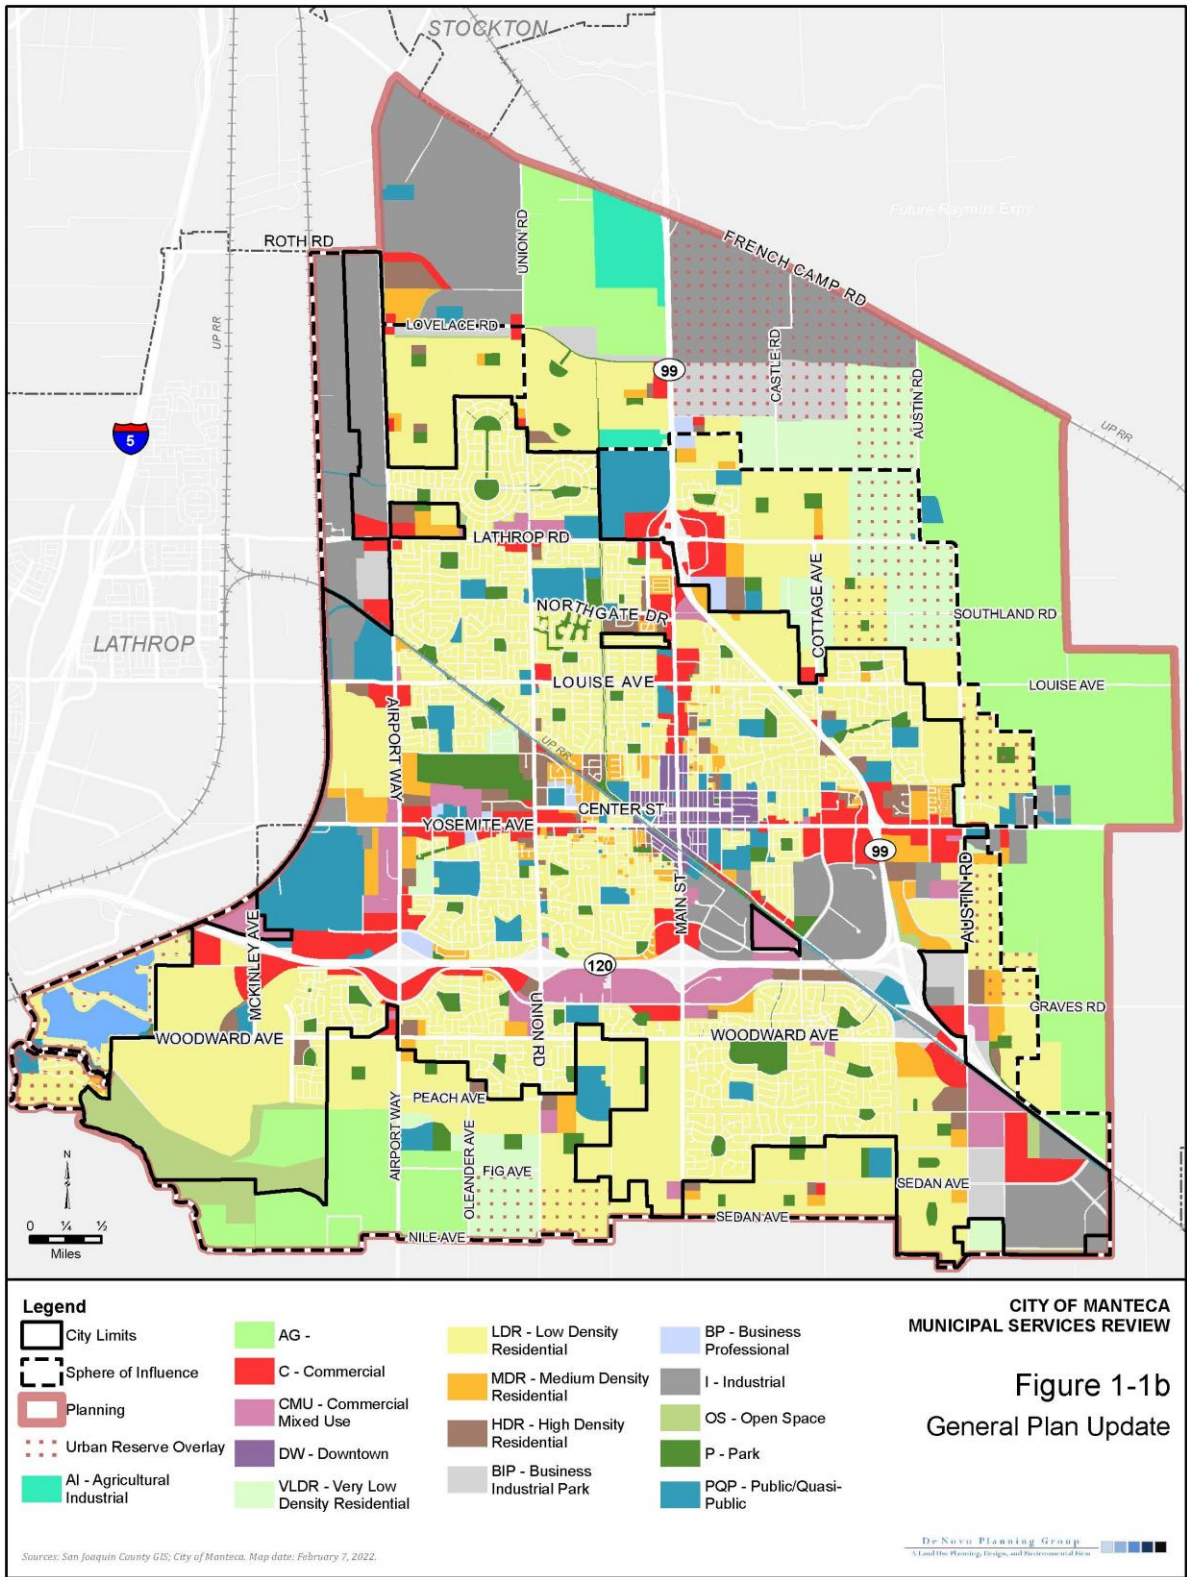 STOCKTON
Future Raymus Expy
FRENCH CAMP RD
ROTH RD
UNION RD
UP RR
LOVELACE RD
99
CASTLE RD
AUSTIN RD
UP RR
5
LATHROP RD
COTTAGE AVE
NORTHGATE DR
SOUTHLAND RD
LATHROP
LOUISE AVE
LOUISE AVE
AIRPORT WAY
UP RR
CENTER ST
YOSEMITE AVE
99
MAIN ST
AUSTIN RD
MCKINLEY AVE
120
UNION RD
GRAVES RD
WOODWARD AVE
WOODWARD AVE
PEACH AVE
AIRPORT WAY
OLEANDER AVE
FIG AVE
SEDAN AVE
SEDAN AVE
NILE AVE
N
0 ¼ ½
Miles
Legend
City Limits
Sphere of Influence
Planning
Urban Reserve Overlay
AI - Agricultural
Industrial
AG -
C - Commercial
CMU - Commercial
Mixed Use
DW - Downtown
VLDR - Very Low
Density Residential
LDR - Low Density
Residential
MDR - Medium Density
Residential
HDR - High Density
Residential
BIP - Business
Industrial Park
BP - Business
Professional
I - Industrial
OS - Open Space
P - Park
PQP - Public/Quasi-
Public
CITY OF MANTECA
MUNICIPAL SERVICES REVIEW
Figure 1-1b
General Plan Update
Sources: San Joaquin County GIS; City of Manteca. Map date: February 7, 2022.
De Novo Planning Group
A Land Use Planning, Design, and Environmental Firm